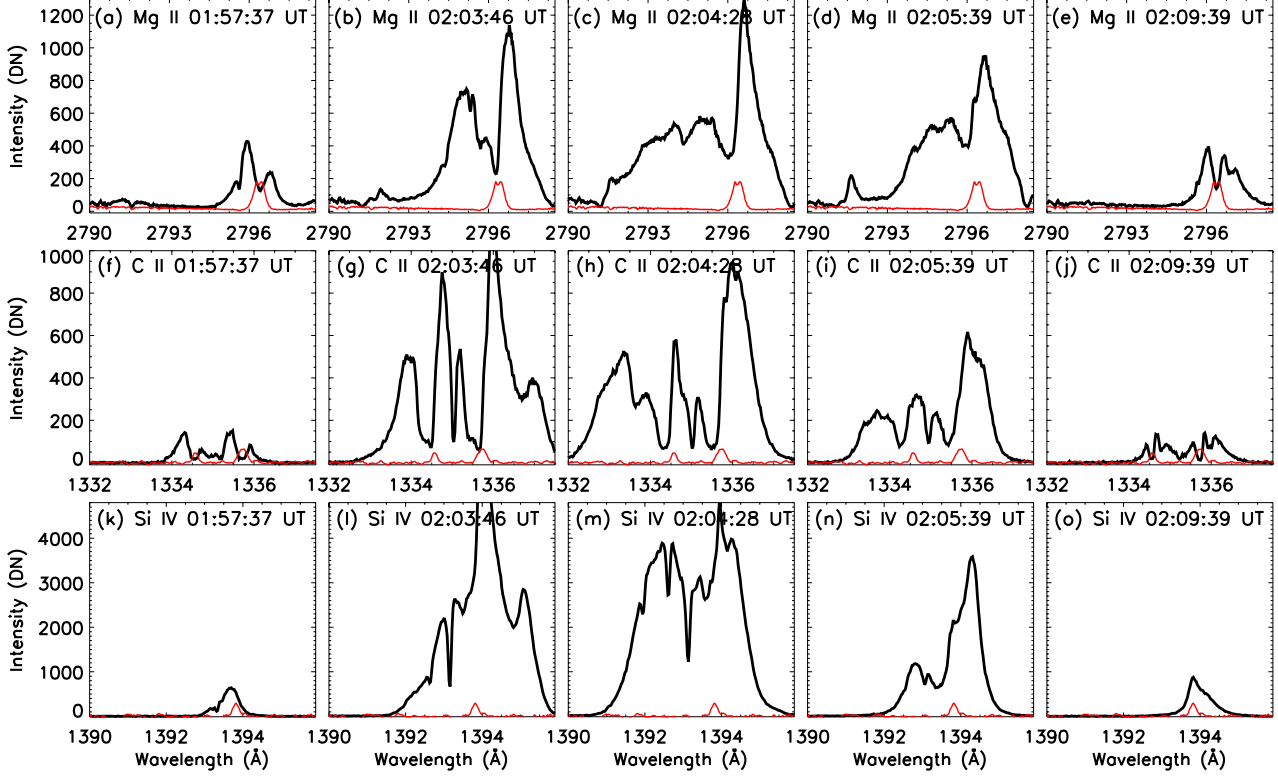 (a) Mg II 01:57:37 UT (b) Mg II 02:03:46 UT (c) Mg II 02:04:28 UT (d) Mg II 02:05:39 UT (e) Mg II 02:09:39 UT
1200
1000
800
600
400
200
0
Intensity (DN)
2790 2793 2796 2790 2793 2796 2790 2793 2796 2790 2793 2796 2790 2793 2796
(f) C II 01:57:37 UT (g) C II 02:03:46 UT (h) C II 02:04:28 UT (i) C II 02:05:39 UT (j) C II 02:09:39 UT
1000
800
600
400
200
0
Intensity (DN)
1332 1334 1336 1332 1334 1336 1332 1334 1336 1332 1334 1336 1332 1334 1336
(k) Si IV 01:57:37 UT (l) Si IV 02:03:46 UT (m) Si IV 02:04:28 UT (n) Si IV 02:05:39 UT (o) Si IV 02:09:39 UT
4000
3000
2000
1000
0
Intensity (DN)
1390 1392 1394 1390 1392 1394 1390 1392 1394 1390 1392 1394 1390 1392 1394
Wavelength (Å) Wavelength (Å) Wavelength (Å) Wavelength (Å) Wavelength (Å)